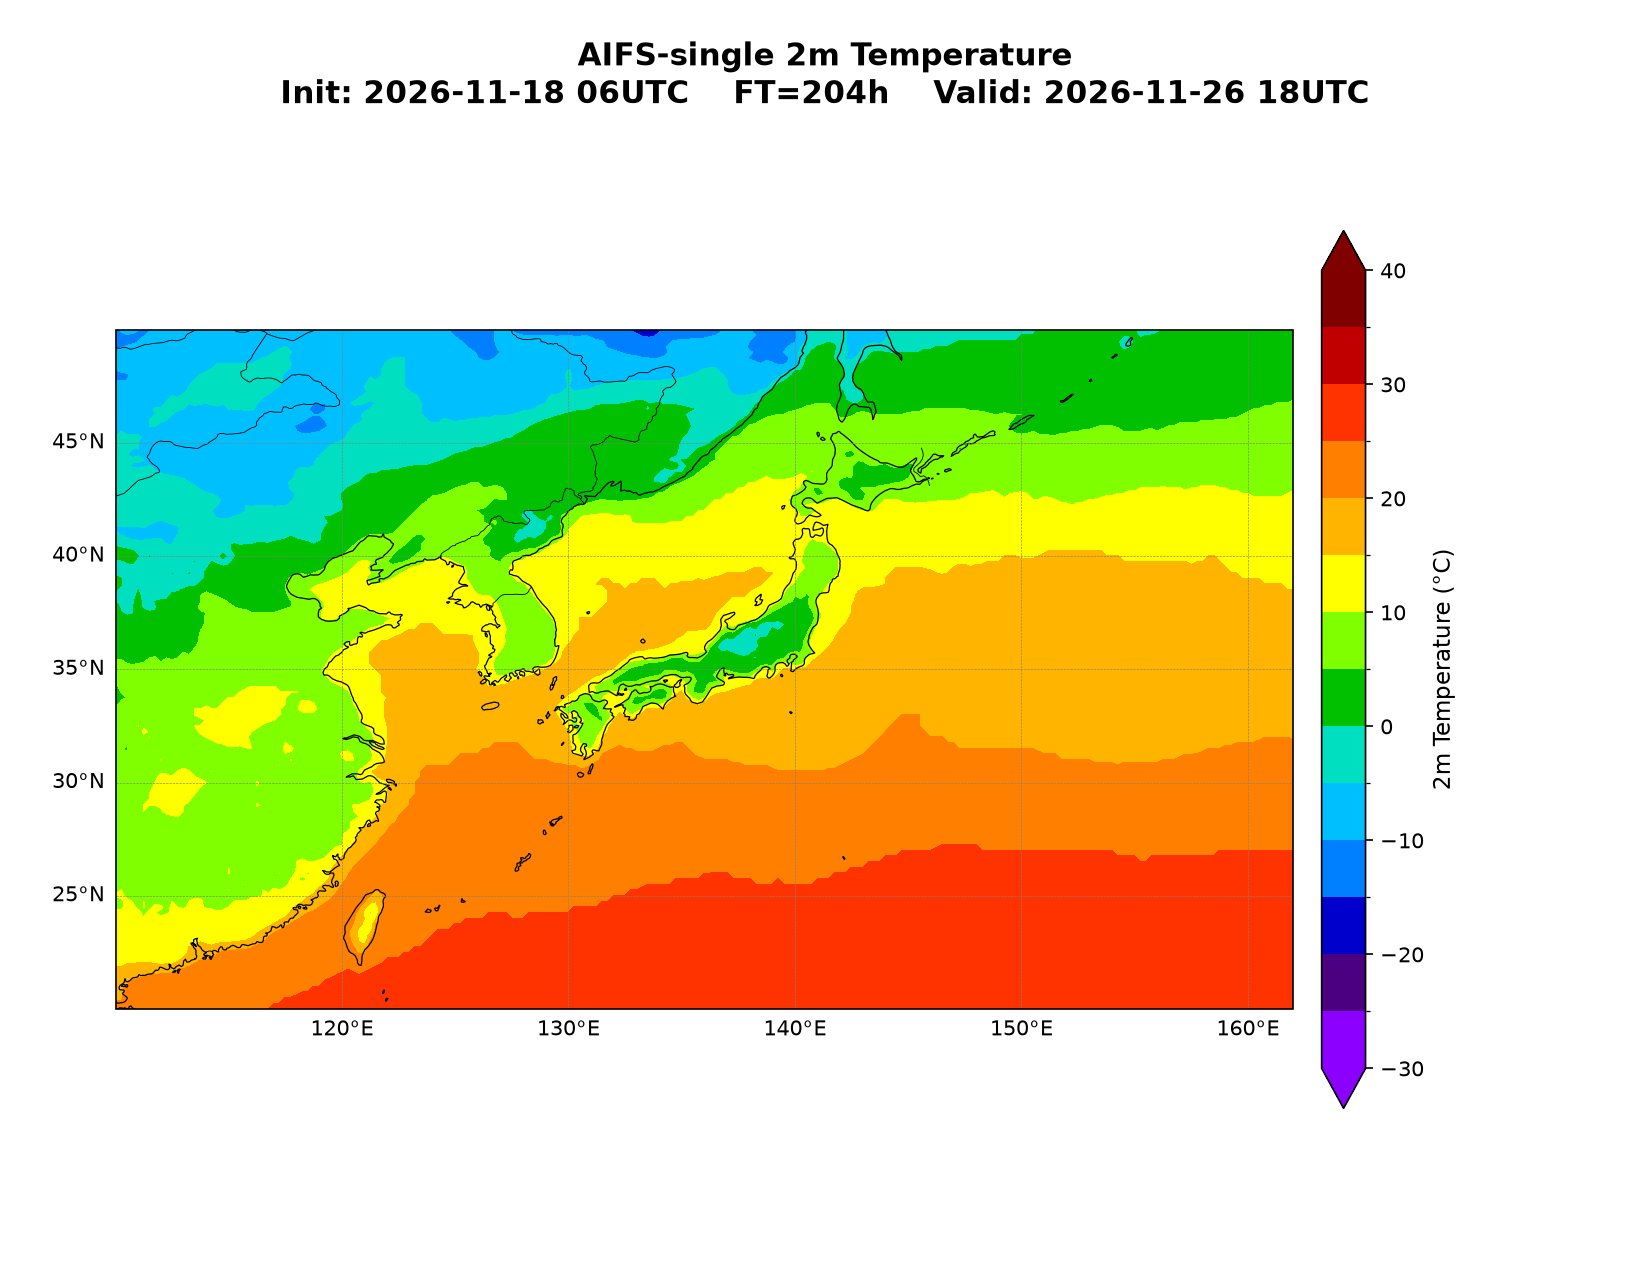 AIFS-single 2m Temperature
Init: 2026-11-18 06UTC    FT=204h    Valid: 2026-11-26 18UTC
45°N
40°N
35°N
30°N
25°N
120°E
130°E
140°E
150°E
160°E
40
30
20
10
0
−10
−20
−30
2m Temperature (°C)